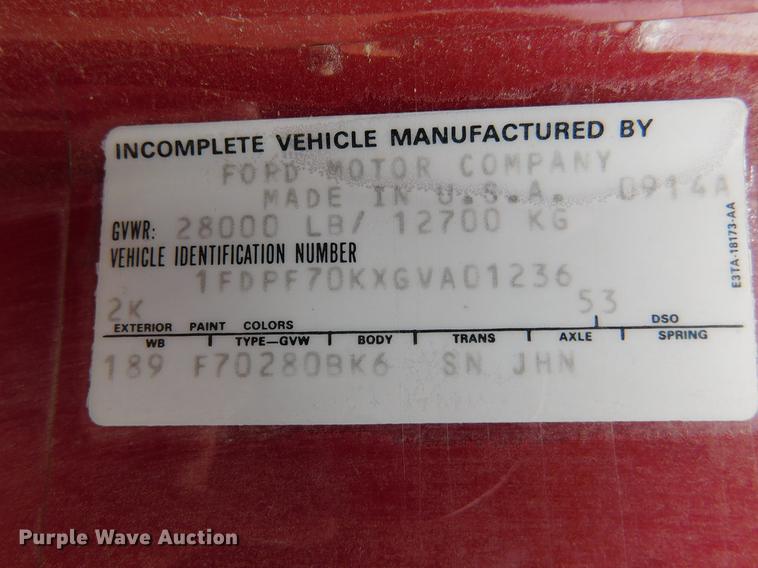 INCOMPLETE VEHICLE MANUFACTURED BY
FORD MOTOR COMPANY
MADE IN U.S.A. 0914A
GVWR: 28000 LB/ 12700 KG
VEHICLE IDENTIFICATION NUMBER
1FDPF70KXGVA01236
2K 53
EXTERIOR PAINT COLORS DSO
WB TYPE—GVW BODY TRANS AXLE SPRING
189 F70280BK6 SN JHN
E3TA-18173-AA
Purple Wave Auction